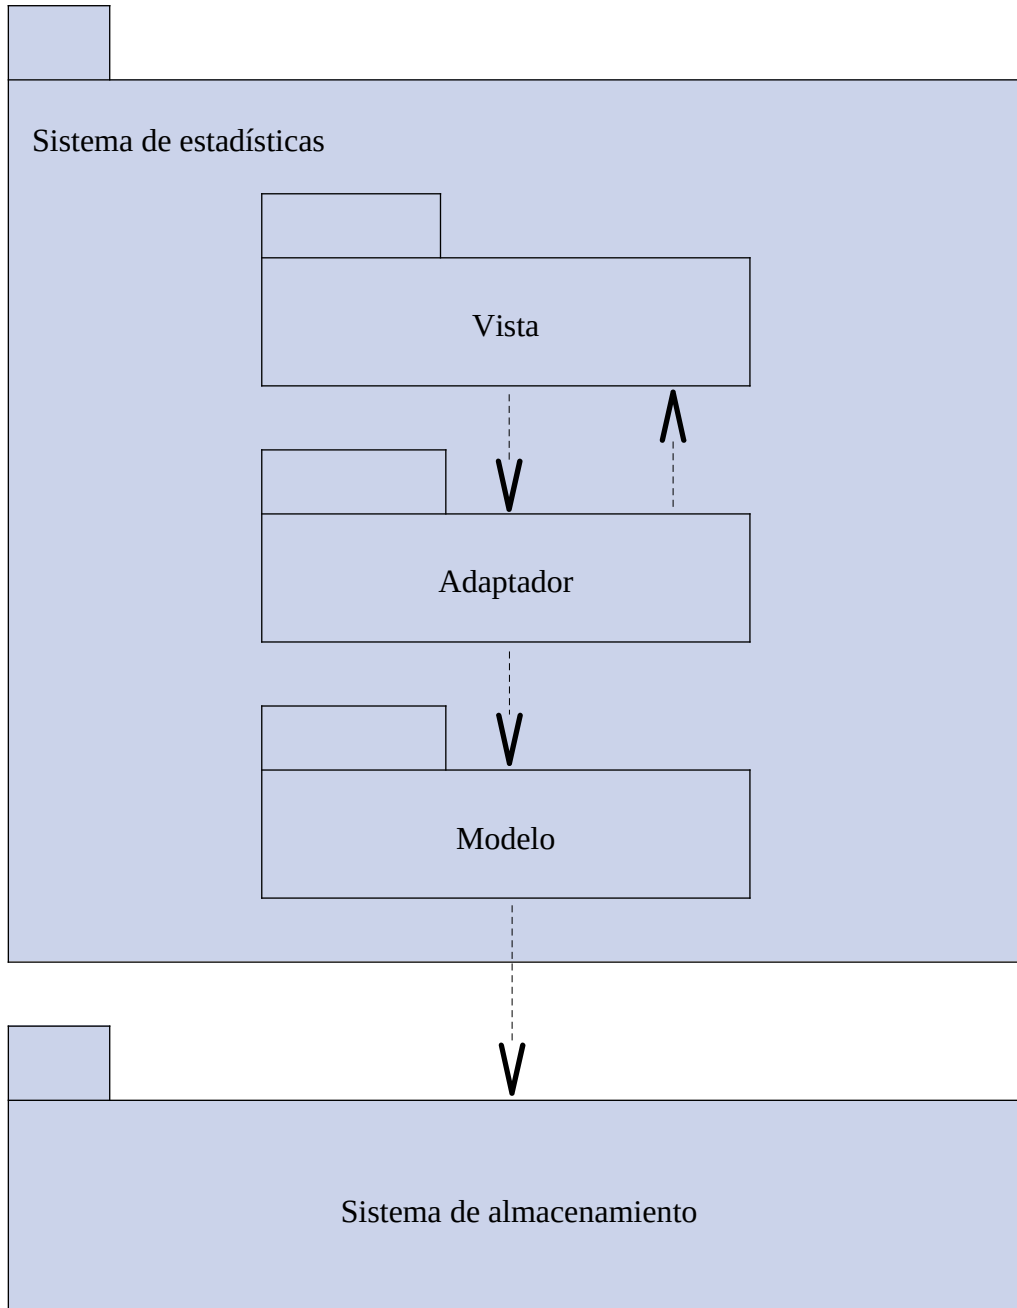 Sistema de estadísticas
Vista
Adaptador
Modelo
Sistema de almacenamiento